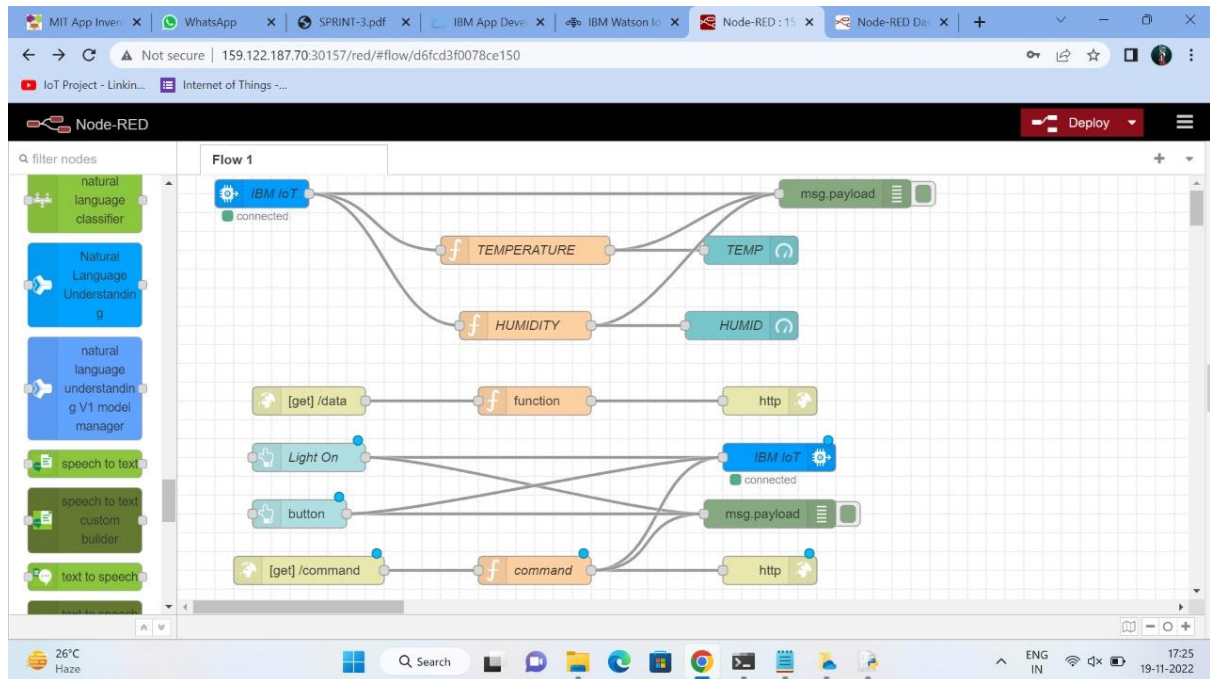 MIT App Inven
WhatsApp
SPRINT-3.pdf
IBM App Deve
IBM Watson Io
Node-RED : 15
Node-RED Da
Not secure
159.122.187.70:30157/red/#flow/d6fcd3f0078ce150
IoT Project - Linkin...
Internet of Things -...
Node-RED
Deploy
filter nodes
Flow 1
natural
language
classifier
Natural
Language
Understandin
g
natural
language
understandin
g V1 model
manager
speech to text
speech to text
custom
builder
text to speech
IBM IoT
connected
msg.payload
TEMPERATURE
TEMP
HUMIDITY
HUMID
[get] /data
function
http
Light On
IBM IoT
connected
button
msg.payload
[get] /command
command
http
26°C
Haze
Search
ENG
IN
17:25
19-11-2022